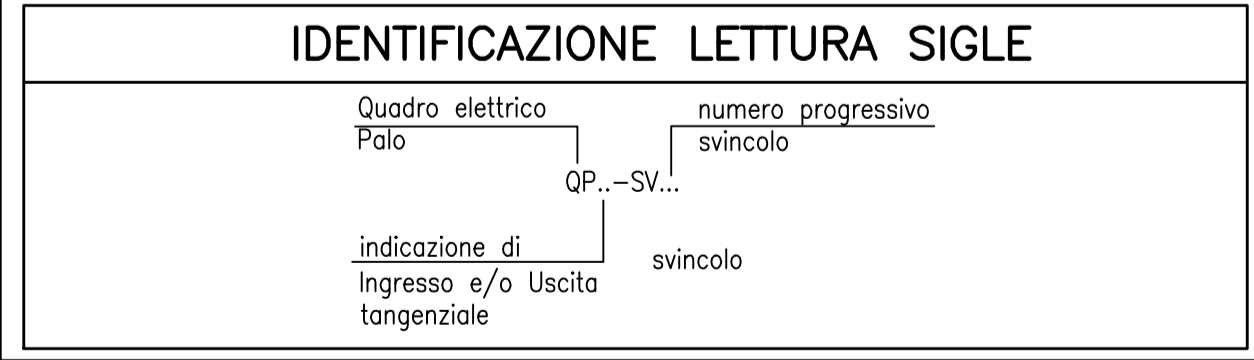 IDENTIFICAZIONE LETTURA SIGLE
Quadro elettrico
Palo
numero progressivo
svincolo
QP..-SV...
indicazione di
Ingresso e/o Uscita
tangenziale
svincolo